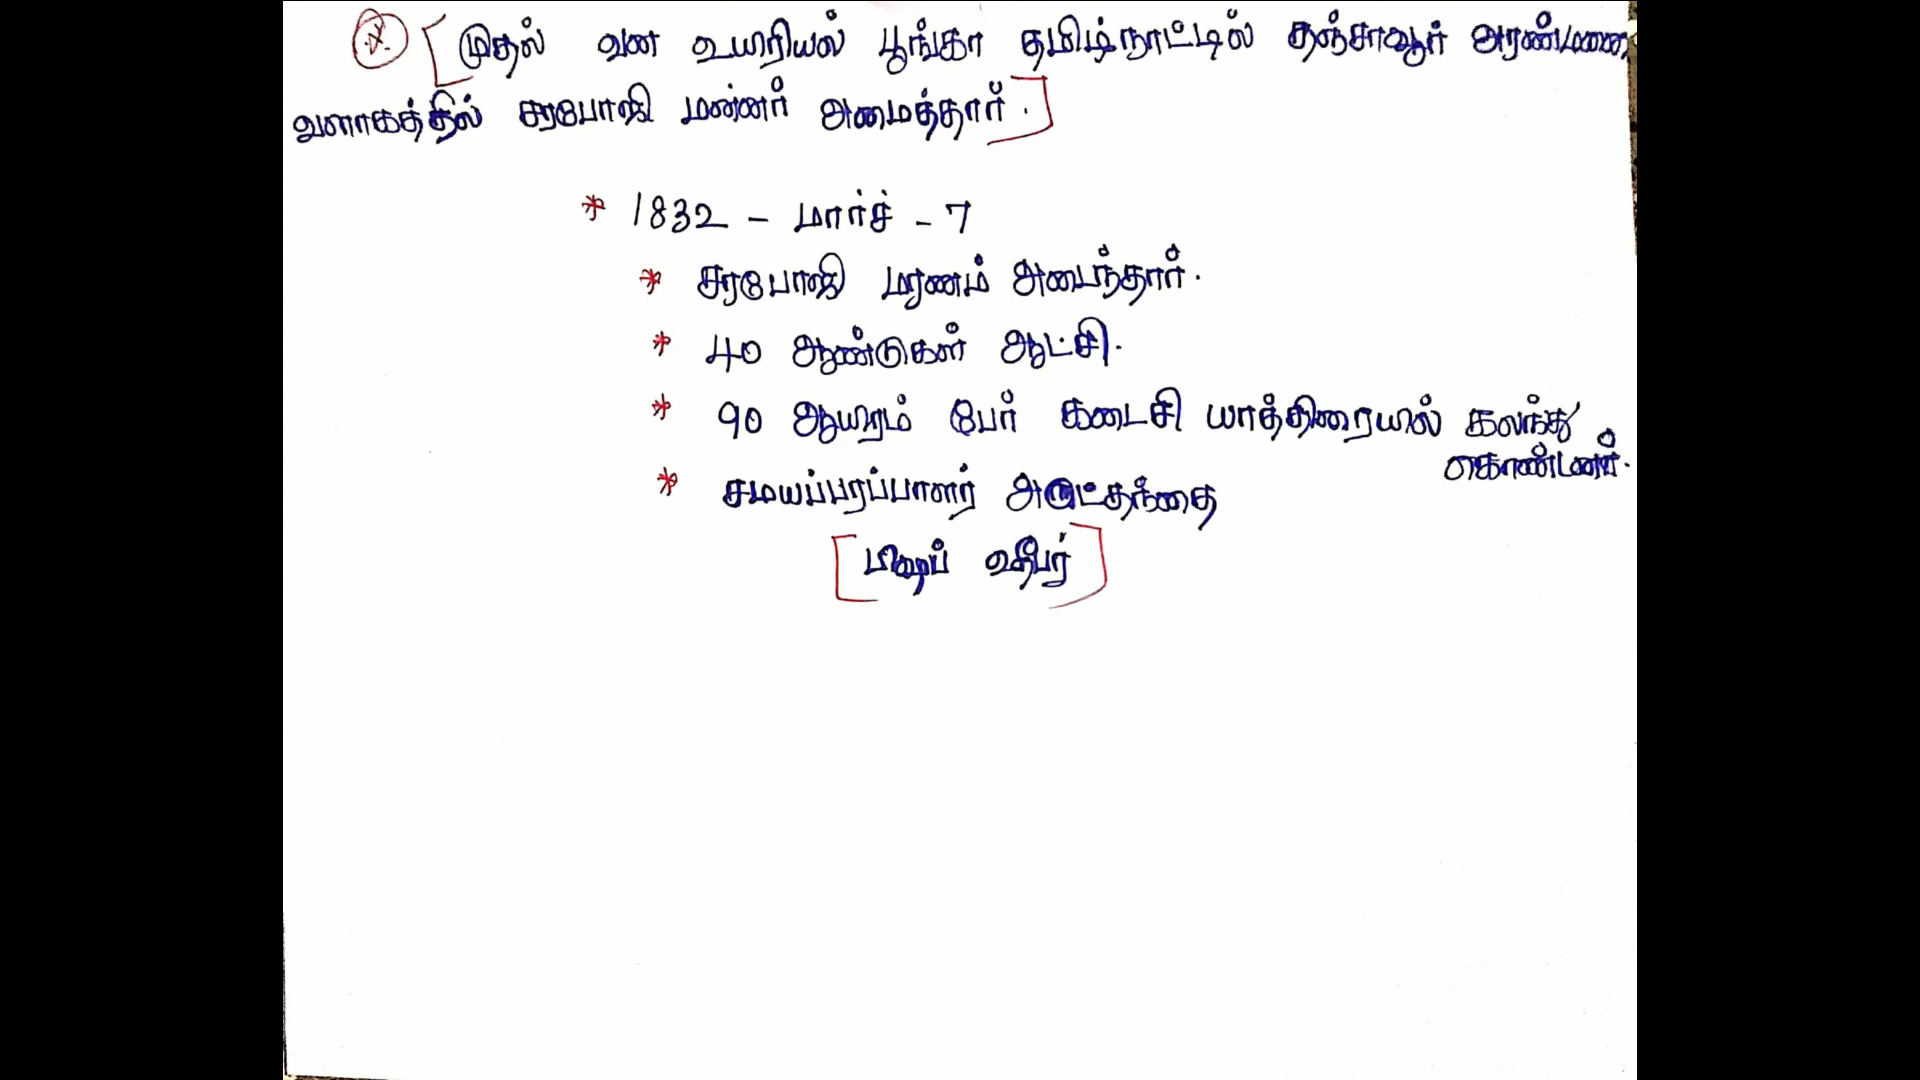 முதல் வன உயிரியல் பூங்கா தமிழ்நாட்டில் தஞ்சாவூர் அரண்மனை
வளாகத்தில் சரபோஜி மன்னர் அமைத்தார்.
* 1832 - மார்ச் - 7
* சரபோஜி மரணம் அடைந்தார்.
* 40 ஆண்டுகள் ஆட்சி.
* 90 ஆயிரம் பேர் கடைசி யாத்திரையில் கலந்து
கொண்டனர்.
* சமயப்பரப்பாளர் அருட்தந்தை
[பிஷப் ஹீபர்]